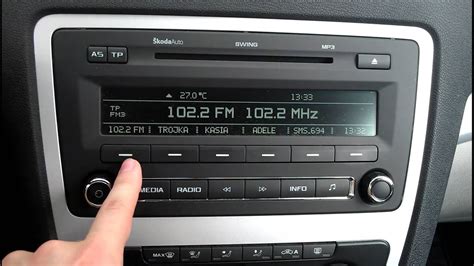 ŠkodaAuto SWING MP3
AS TP
27.0 °C 13:33
TP
FM3
102.2 FM 102.2 MHz
102.2 FM | TROJKA | KASIA | ADELE | SMS.694 | 13:32
MEDIA RADIO INFO
A